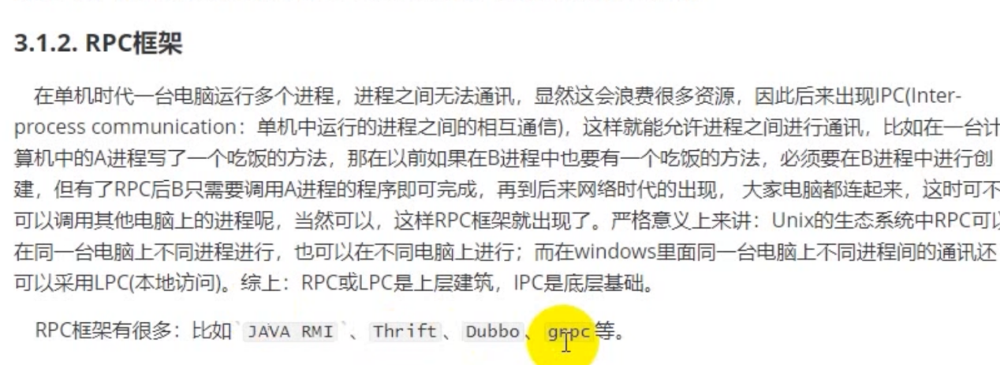 3.1.2. RPC框架
在单机时代一台电脑运行多个进程，进程之间无法通讯，显然这会浪费很多资源，因此后来出现IPC(Inter-
process communication：单机中运行的进程之间的相互通信)，这样就能允许进程之间进行通讯，比如在一台计
算机中的A进程写了一个吃饭的方法，那在以前如果在B进程中也要有一个吃饭的方法，必须要在B进程中进行创
建，但有了RPC后B只需要调用A进程的程序即可完成，再到后来网络时代的出现， 大家电脑都连起来，这时可不
可以调用其他电脑上的进程呢，当然可以，这样RPC框架就出现了。严格意义上来讲：Unix的生态系统中RPC可以
在同一台电脑上不同进程进行，也可以在不同电脑上进行；而在windows里面同一台电脑上不同进程间的通讯还
可以采用LPC(本地访问)。综上：RPC或LPC是上层建筑，IPC是底层基础。
RPC框架有很多：比如`JAVA RMI`、Thrift、Dubbo、grpc等。